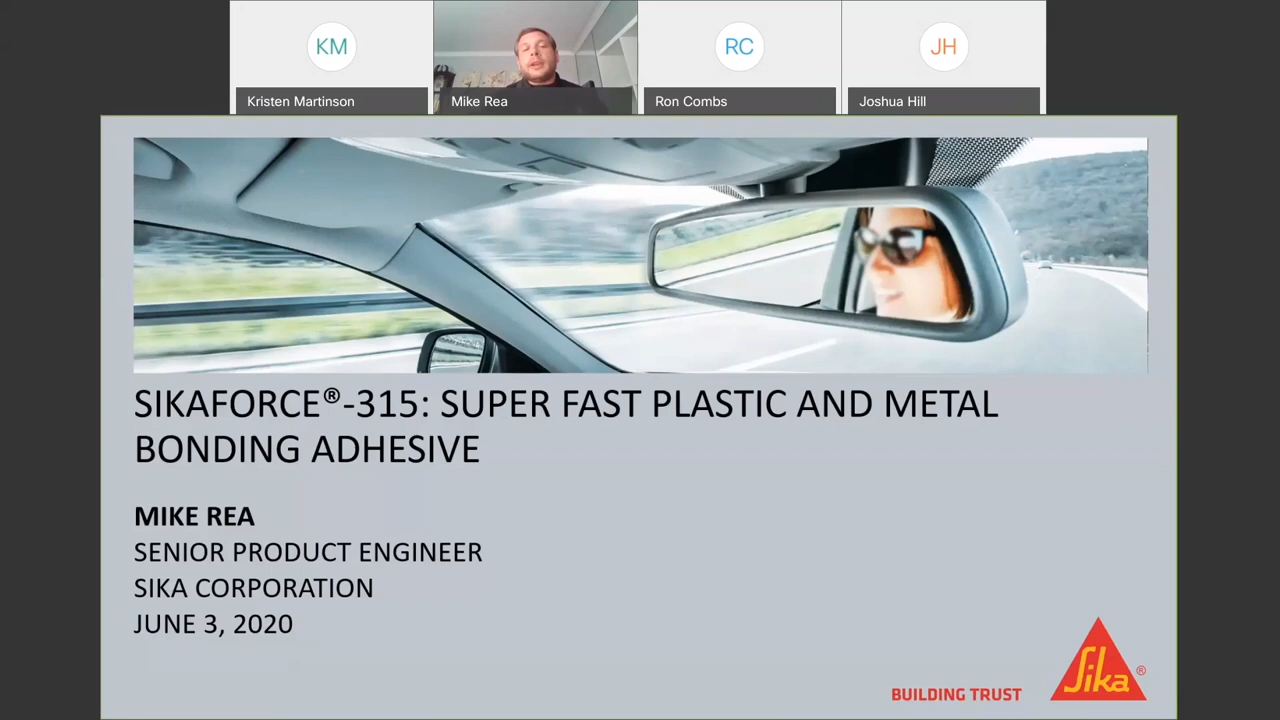 KM
RC
JH
Kristen Martinson
Mike Rea
Ron Combs
Joshua Hill
SIKAFORCE®-315: SUPER FAST PLASTIC AND METAL
BONDING ADHESIVE
MIKE REA
SENIOR PRODUCT ENGINEER
SIKA CORPORATION
JUNE 3, 2020
BUILDING TRUST
Sika®